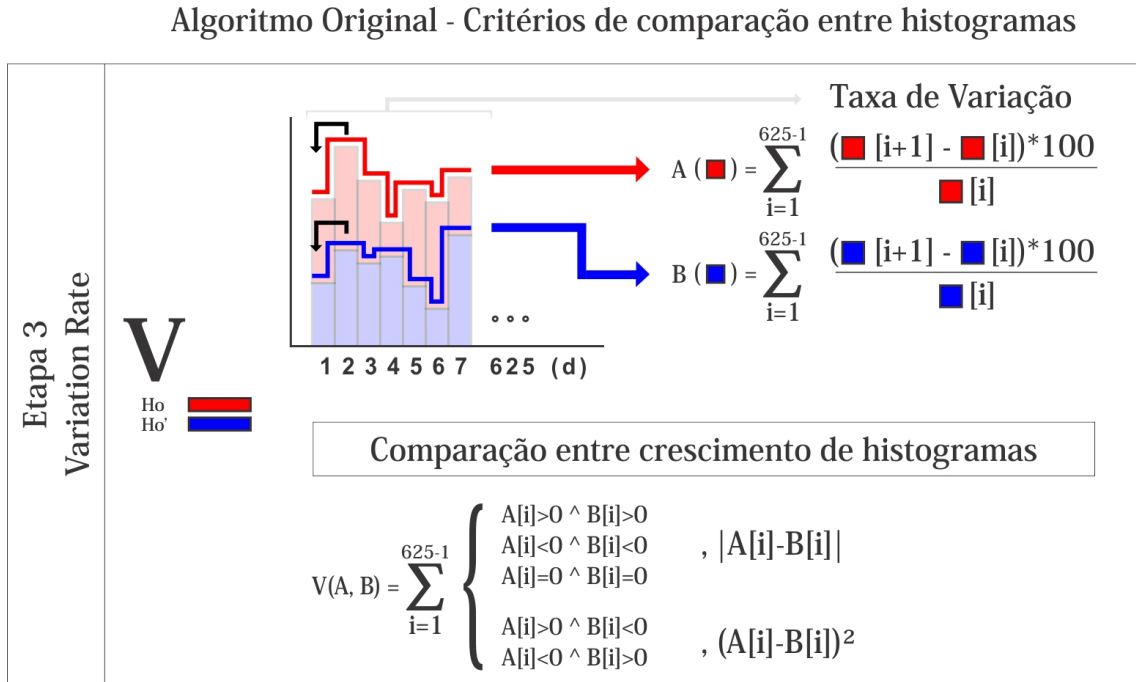 Algoritmo Original - Critérios de comparação entre histogramas
Etapa 3
Variation Rate
V
Ho
Ho'
1 2 3 4 5 6 7 625 (d)
Taxa de Variação
A ( ) = 625-1 ∑ i=1 ( [i+1] - [i])*100 / [i]
B ( ) = 625-1 ∑ i=1 ( [i+1] - [i])*100 / [i]
Comparação entre crescimento de histogramas
V(A, B) = 625-1 ∑ i=1 {
A[i]>0 ^ B[i]>0
A[i]<0 ^ B[i]<0 , |A[i]-B[i]|
A[i]=0 ^ B[i]=0
A[i]>0 ^ B[i]<0
A[i]<0 ^ B[i]>0 , (A[i]-B[i])²